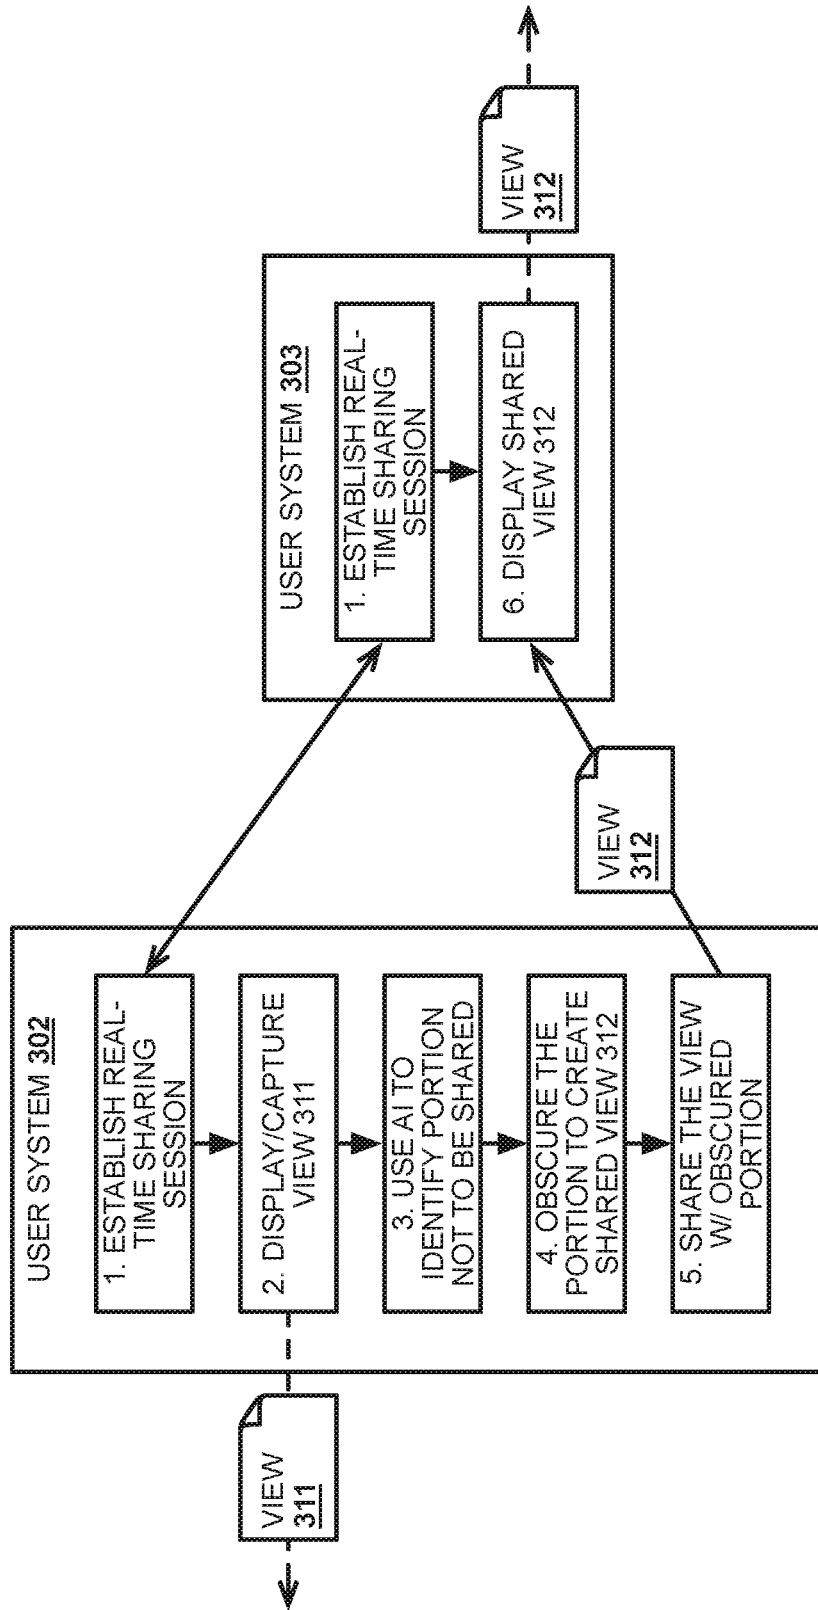 USER SYSTEM 302
1. ESTABLISH REAL-
TIME SHARING
SESSION
2. DISPLAY/CAPTURE
VIEW 311
3. USE AI TO
IDENTIFY PORTION
NOT TO BE SHARED
4. OBSCURE THE
PORTION TO CREATE
SHARED VIEW 312
5. SHARE THE VIEW
W/ OBSCURED
PORTION
VIEW
311
VIEW
312
USER SYSTEM 303
1. ESTABLISH REAL-
TIME SHARING
SESSION
6. DISPLAY SHARED
VIEW 312
VIEW
312